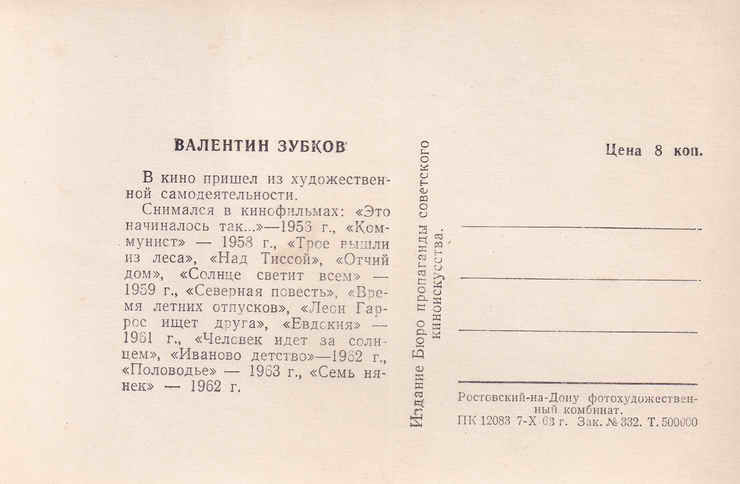 ВАЛЕНТИН ЗУБКОВ
В кино пришел из художествен-
ной самодеятельности.
Снимался в кинофильмах: «Это
начиналось так...»—1956 г., «Ком-
мунист» — 1958 г., «Трое вышли
из леса», «Над Тиссой», «Отчий
дом», «Солнце светит всем» —
1959 г., «Северная повесть», «Вре-
мя летних отпусков», «Леон Гар-
рос ищет друга», «Евдокия» —
1961 г., «Человек идет за солн-
цем», «Иваново детство»—1962 г.,
«Половодье» — 1963 г., «Семь ня-
нек» — 1962 г.
Издание Бюро пропаганды советского
киноискусства.
Цена 8 коп.
Ростовский-на-Дону фотохудожествен-
ный комбинат.
ПК 12083 7-X 63 г. Зак. № 332. Т. 500000